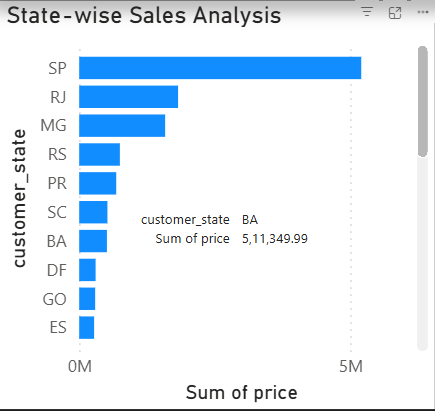 State-wise Sales Analysis
SP
RJ
MG
RS
PR
SC
BA
DF
GO
ES
customer_state
customer_state BA
Sum of price 5,11,349.99
0M 5M
Sum of price